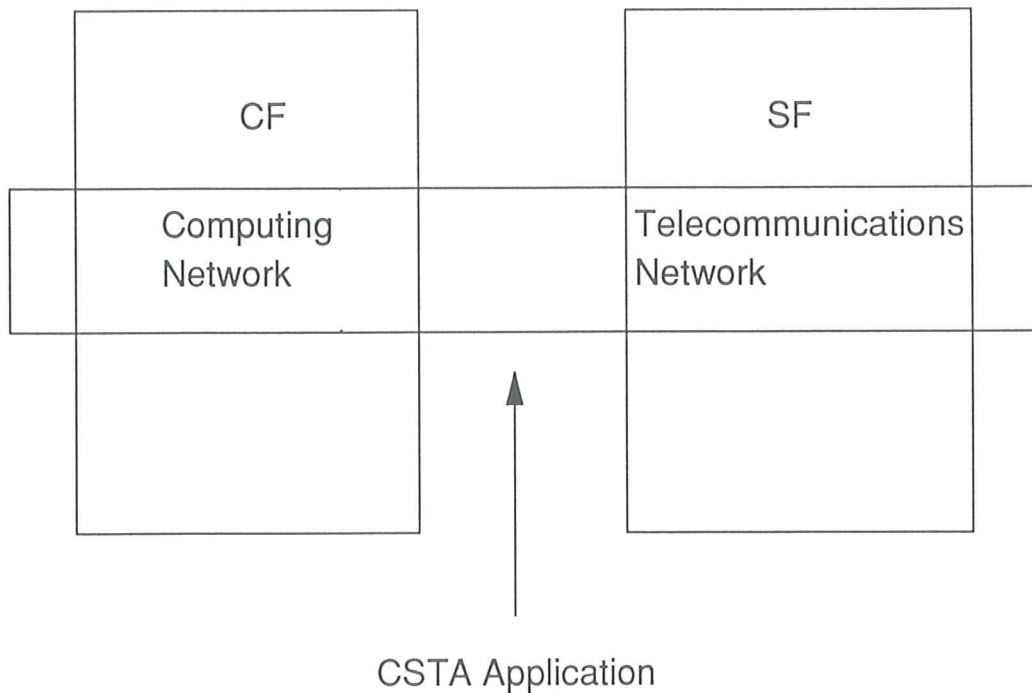 CF
SF
Computing
Network
Telecommunications
Network
CSTA Application